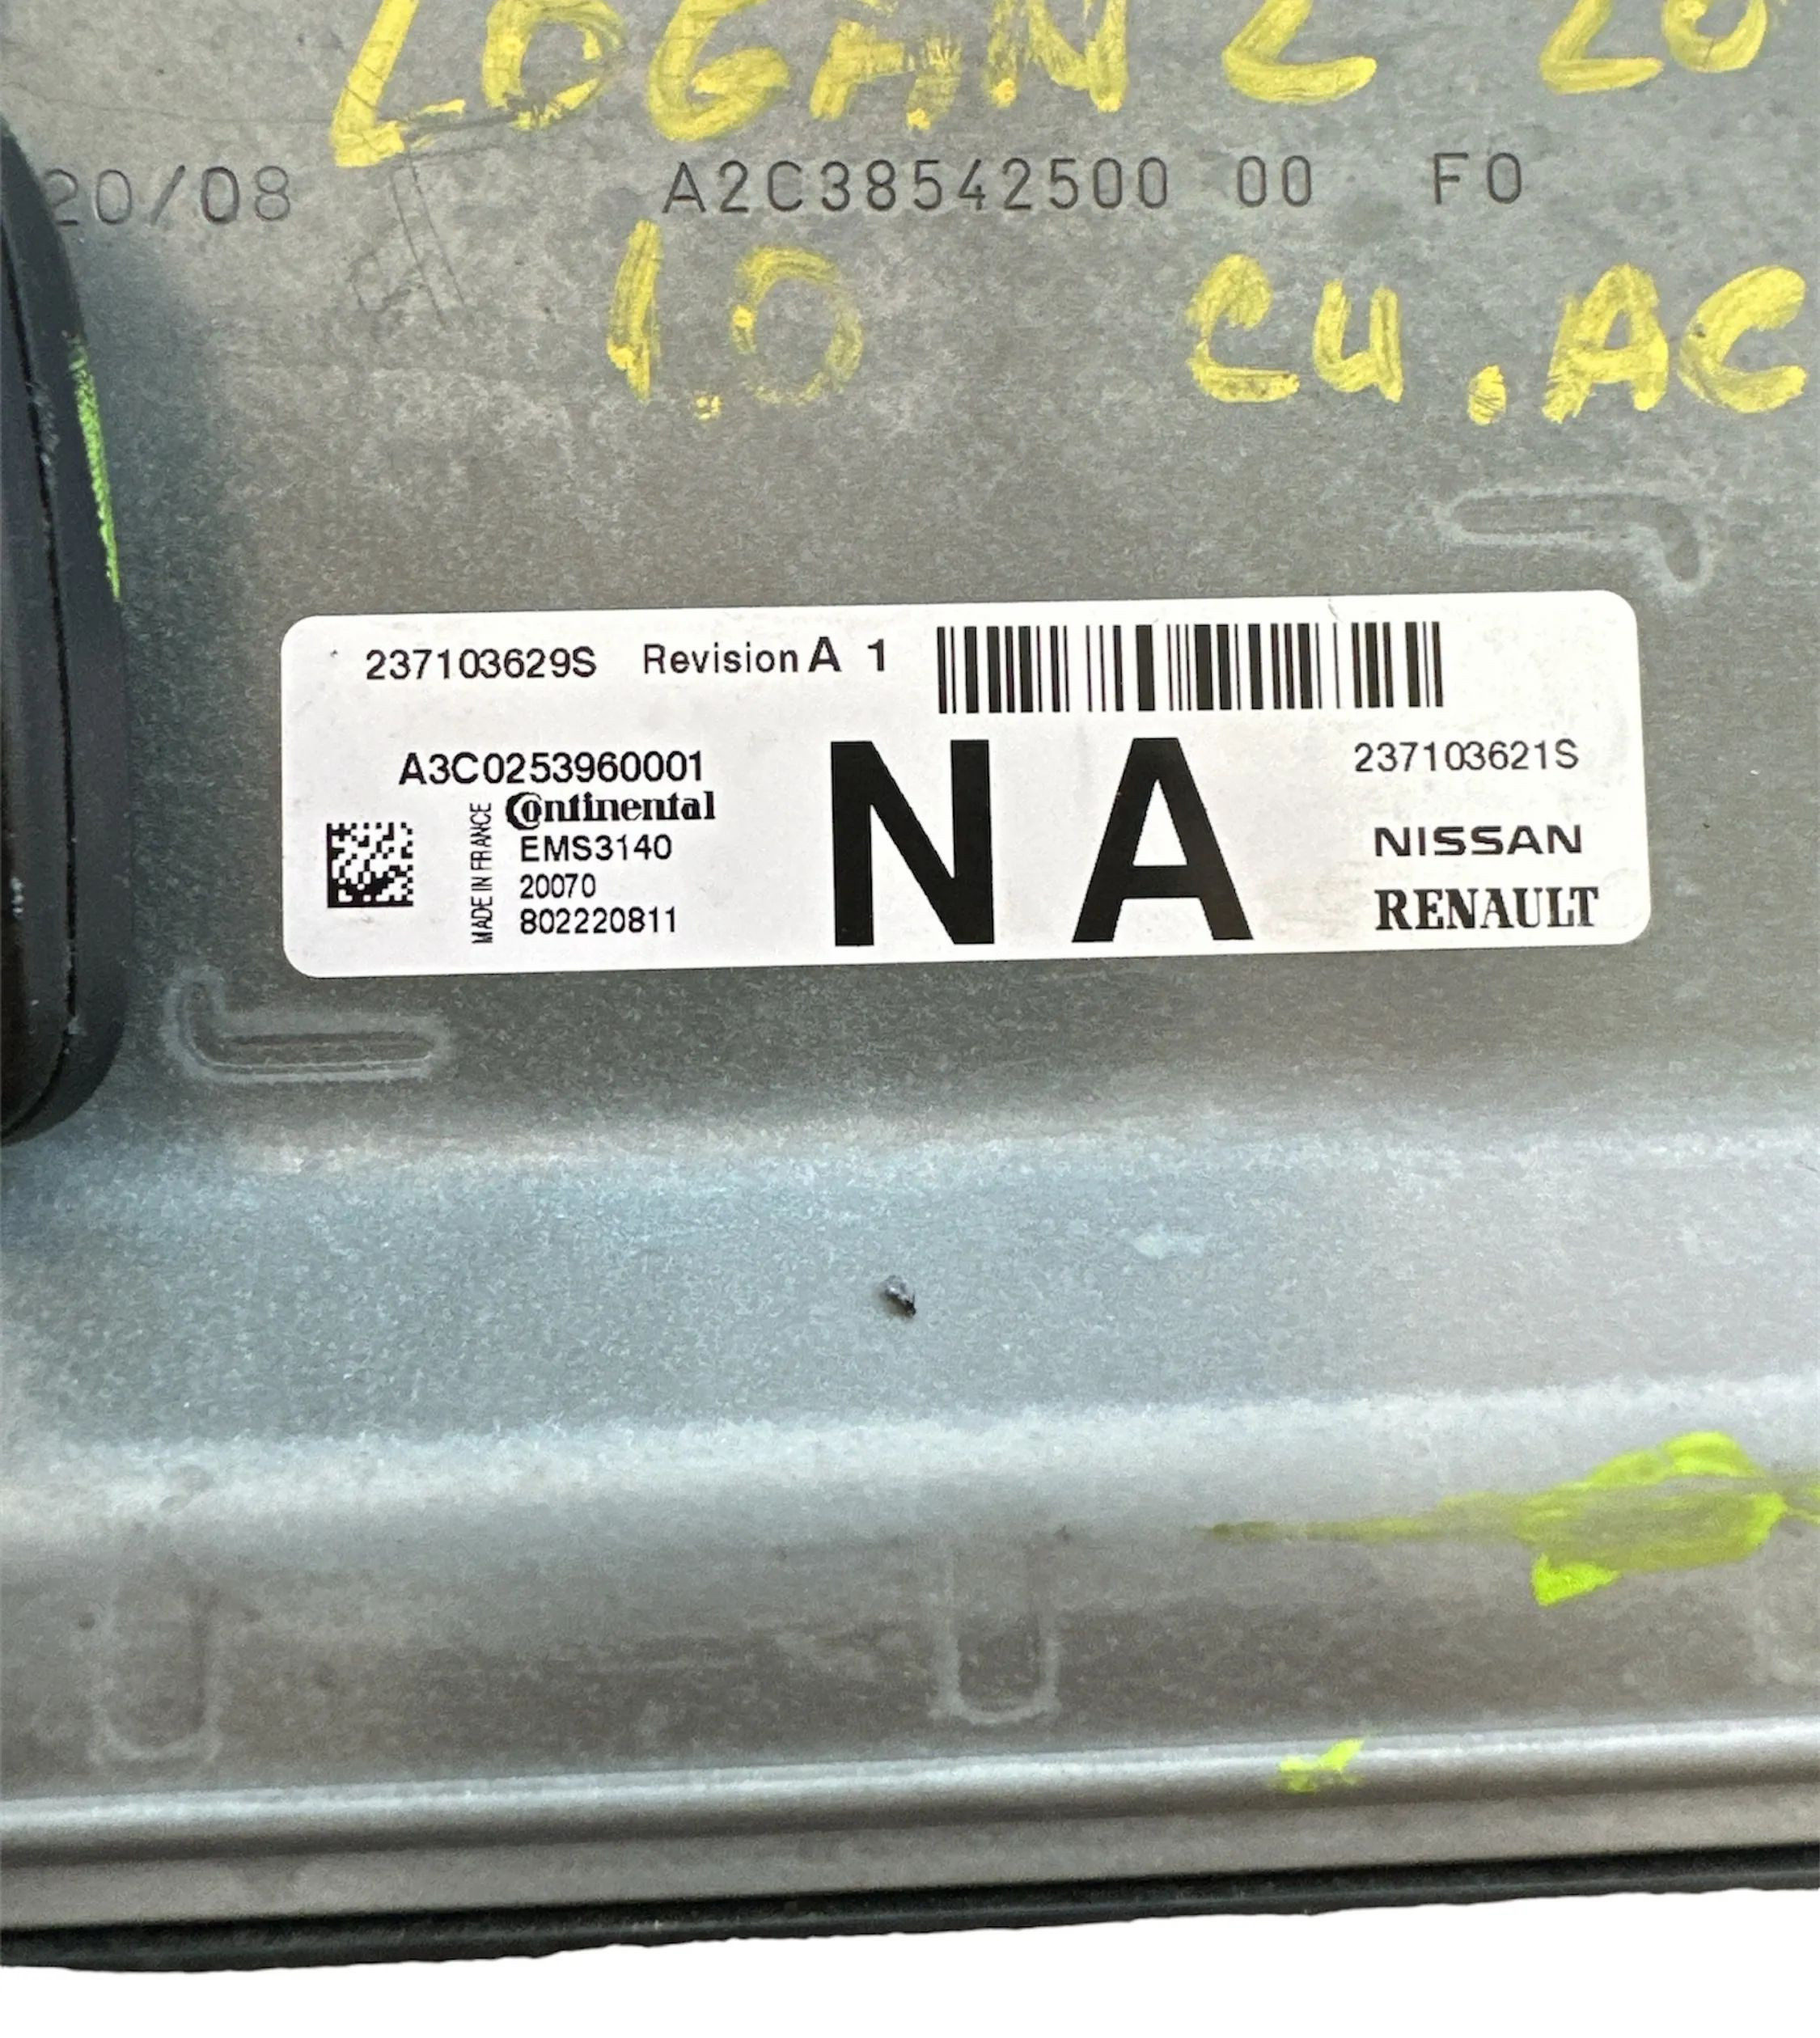 LOGAN 2 20
20/08 A2C38542500 00 F0
1.0 CU.AC
237103629S Revision A 1
A3C0253960001
Continental
MADE IN FRANCE
EMS3140
20070
802220811
NA
237103621S
NISSAN
RENAULT